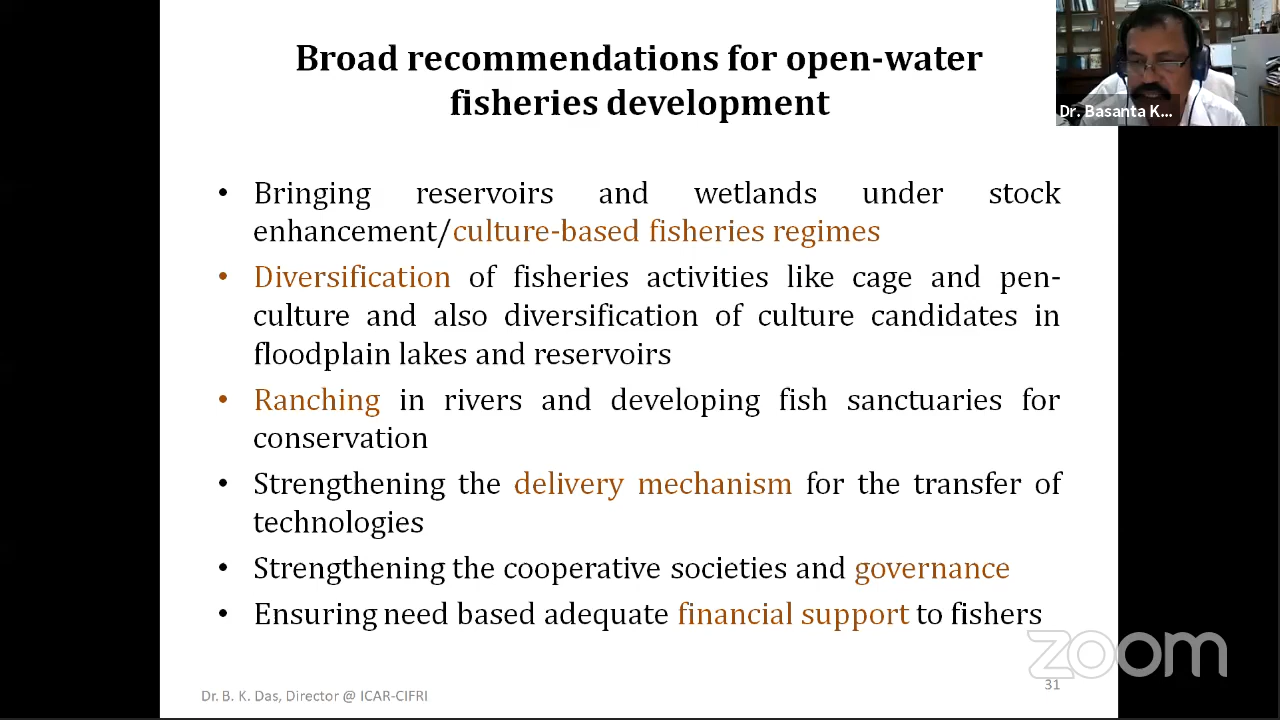 Broad recommendations for open-water
fisheries development
Dr. Basanta K...
• Bringing reservoirs and wetlands under stock
enhancement/culture-based fisheries regimes
• Diversification of fisheries activities like cage and pen-
culture and also diversification of culture candidates in
floodplain lakes and reservoirs
• Ranching in rivers and developing fish sanctuaries for
conservation
• Strengthening the delivery mechanism for the transfer of
technologies
• Strengthening the cooperative societies and governance
• Ensuring need based adequate financial support to fishers
zoom
Dr. B. K. Das, Director @ ICAR-CIFRI
31